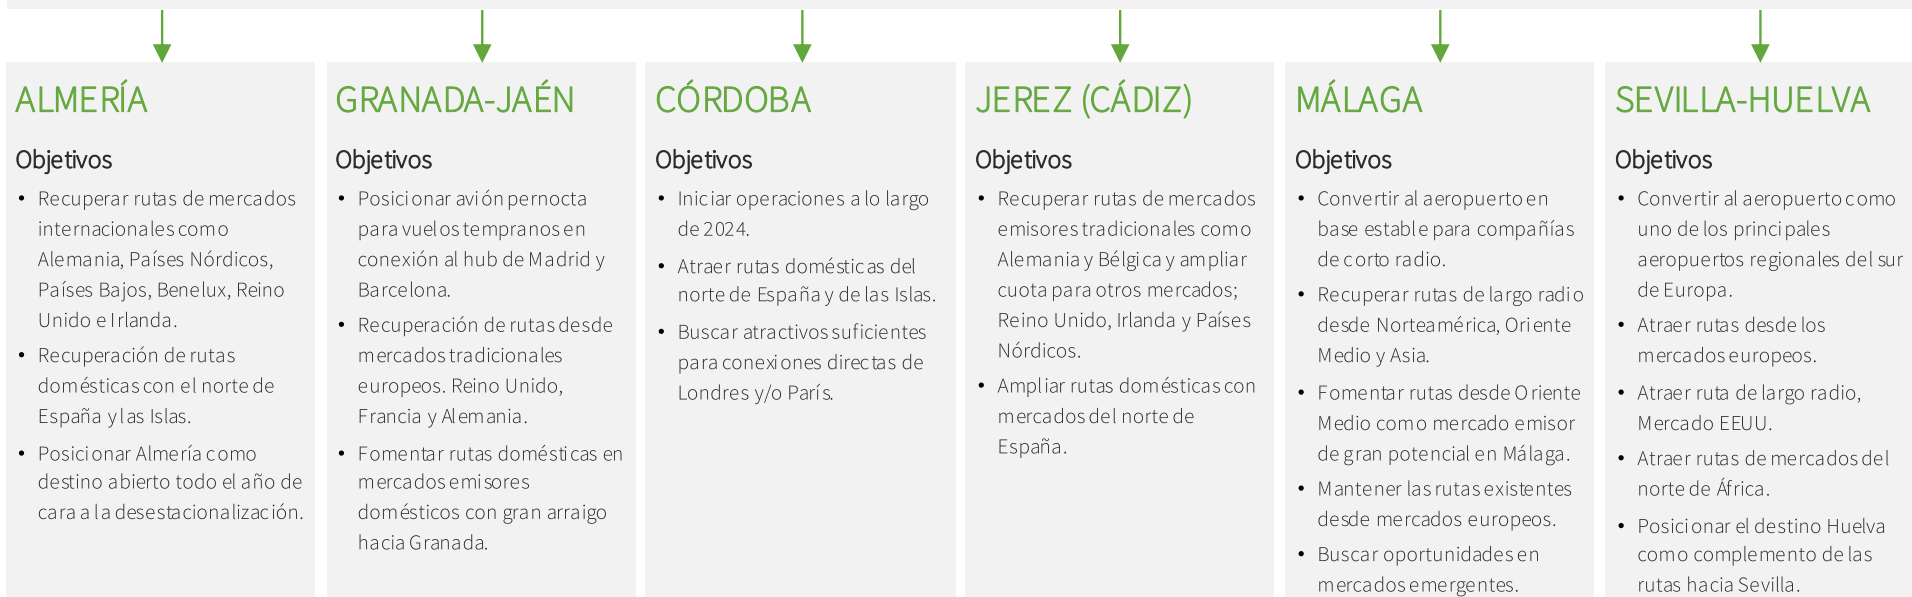 ALMERÍA
Objetivos
• Recuperar rutas de mercados
internacionales como
Alemania, Países Nórdicos,
Países Bajos, Benelux, Reino
Unido e Irlanda.
• Recuperación de rutas
domésticas con el norte de
España y las Islas.
• Posicionar Almería como
destino abierto todo el año de
cara a la desestacionalización.
GRANADA-JAÉN
Objetivos
• Posicionar avión pernocta
para vuelos tempranos en
conexión al hub de Madrid y
Barcelona.
• Recuperación de rutas desde
mercados tradicionales
europeos. Reino Unido,
Francia y Alemania.
• Fomentar rutas domésticas en
mercados emisores
domésticos con gran arraigo
hacia Granada.
CÓRDOBA
Objetivos
• Iniciar operaciones a lo largo
de 2024.
• Atraer rutas domésticas del
norte de España y de las Islas.
• Buscar atractivos suficientes
para conexiones directas de
Londres y/o París.
JEREZ (CÁDIZ)
Objetivos
• Recuperar rutas de mercados
emisores tradicionales como
Alemania y Bélgica y ampliar
cuota para otros mercados;
Reino Unido, Irlanda y Países
Nórdicos.
• Ampliar rutas domésticas con
mercados del norte de
España.
MÁLAGA
Objetivos
• Convertir al aeropuerto en
base estable para compañías
de corto radio.
• Recuperar rutas de largo radio
desde Norteamérica, Oriente
Medio y Asia.
• Fomentar rutas desde Oriente
Medio como mercado emisor
de gran potencial en Málaga.
• Mantener las rutas existentes
desde mercados europeos.
• Buscar oportunidades en
mercados emergentes.
SEVILLA-HUELVA
Objetivos
• Convertir al aeropuerto como
uno de los principales
aeropuertos regionales del sur
de Europa.
• Atraer rutas desde los
mercados europeos.
• Atraer ruta de largo radio,
Mercado EEUU.
• Atraer rutas de mercados del
norte de África.
• Posicionar el destino Huelva
como complemento de las
rutas hacia Sevilla.